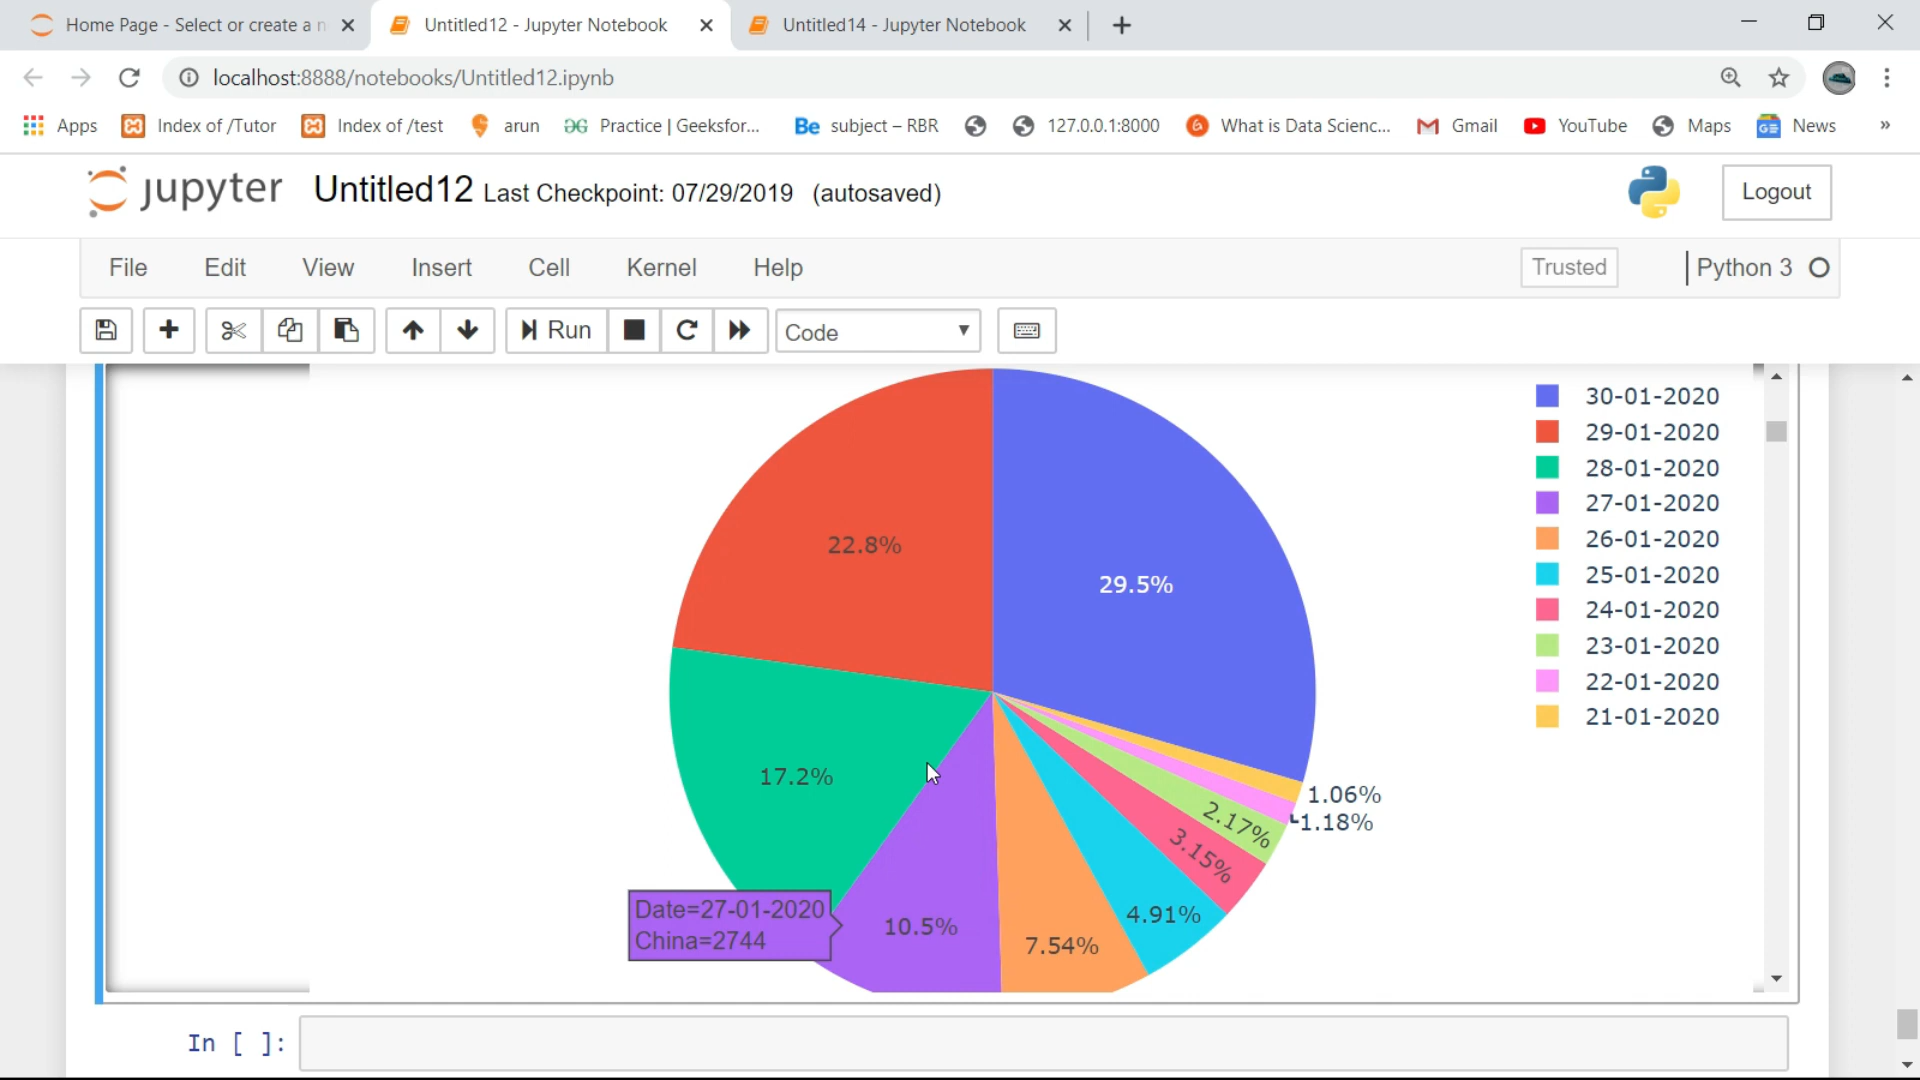 Home Page - Select or create a n
Untitled12 - Jupyter Notebook
Untitled14 - Jupyter Notebook
localhost:8888/notebooks/Untitled12.ipynb
Apps
Index of /Tutor
Index of /test
arun
Practice | Geeksfor...
Be subject – RBR
127.0.0.1:8000
What is Data Scienc...
Gmail
YouTube
Maps
GE News
»
jupyter Untitled12 Last Checkpoint: 07/29/2019 (autosaved)
Logout
File Edit View Insert Cell Kernel Help
Trusted
Python 3
Run
Code
30-01-2020
29-01-2020
28-01-2020
27-01-2020
26-01-2020
25-01-2020
24-01-2020
23-01-2020
22-01-2020
21-01-2020
22.8%
29.5%
17.2%
1.06%
1.18%
2.17%
3.15%
4.91%
10.5%
7.54%
Date=27-01-2020
China=2744
In [ ]: